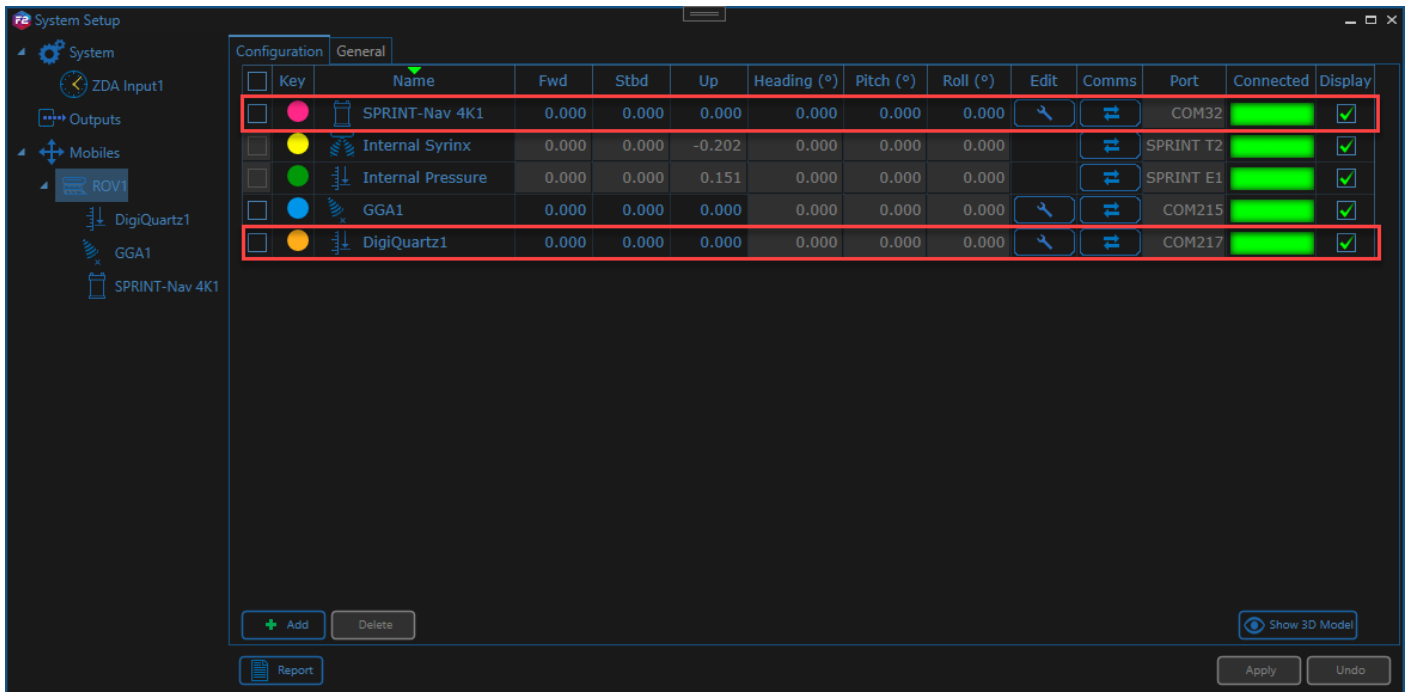 F2 System Setup
System
ZDA Input1
Outputs
Mobiles
ROV1
DigiQuartz1
GGA1
SPRINT-Nav 4K1
Configuration General
Key Name Fwd Stbd Up Heading (°) Pitch (°) Roll (°) Edit Comms Port Connected Display
SPRINT-Nav 4K1 0.000 0.000 0.000 0.000 0.000 0.000 COM32
Internal Syrinx 0.000 0.000 -0.202 0.000 0.000 0.000 SPRINT T2
Internal Pressure 0.000 0.000 0.151 0.000 0.000 0.000 SPRINT E1
GGA1 0.000 0.000 0.000 0.000 0.000 0.000 COM215
DigiQuartz1 0.000 0.000 0.000 0.000 0.000 0.000 COM217
Add Delete Show 3D Model
Report Apply Undo